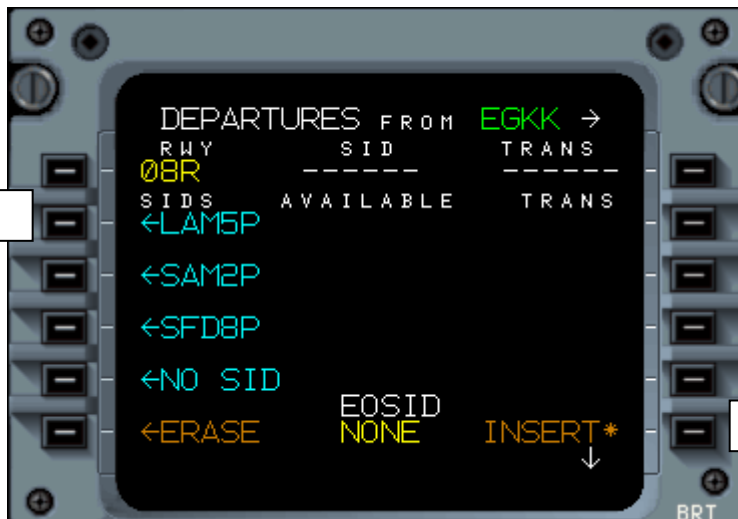 DEPARTURES FROM EGKK →
RWY SID TRANS
08R ------ ------
SIDS AVAILABLE TRANS
←LAM5P
←SAM2P
←SFD8P
←NO SID
EOSID
←ERASE NONE INSERT*
↓
BRT